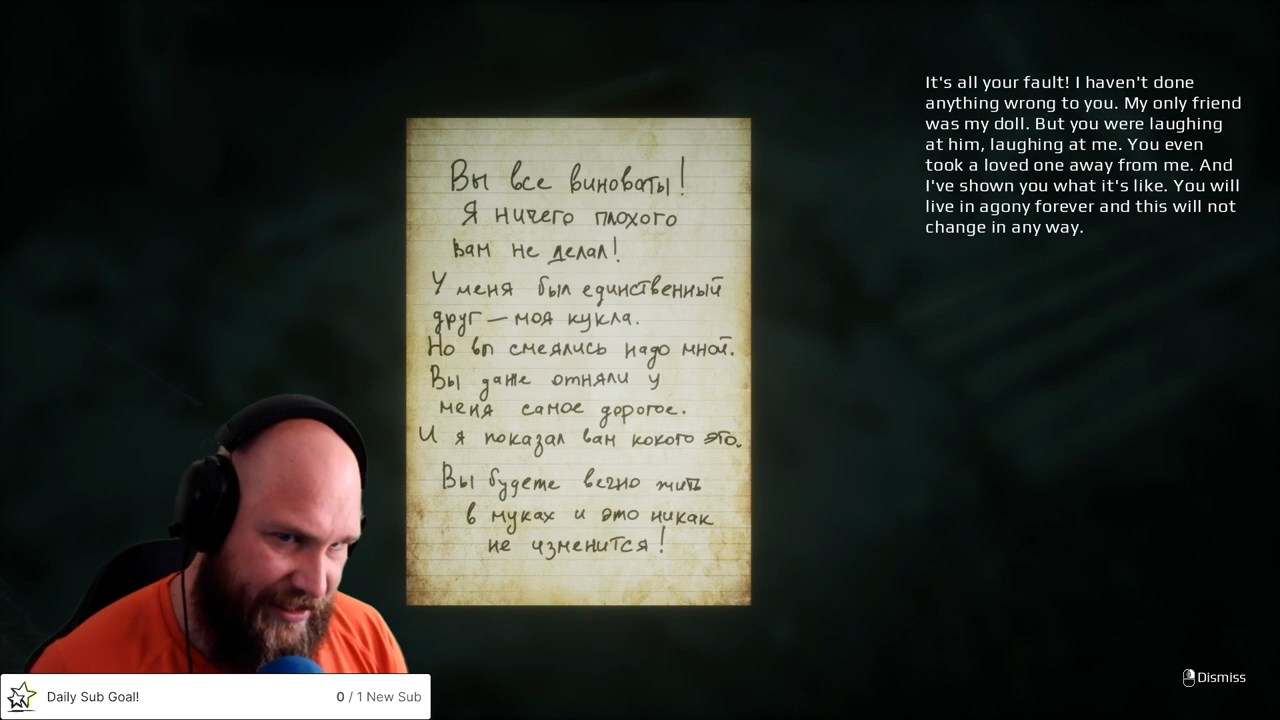 Вы все виноваты!
Я ничего плохого
вам не делал!
У меня был единственный
друг — моя кукла.
Но вы смеялись надо мной.
Вы даже отняли у
меня самое дорогое.
И я показал вам кокого это.
Вы будете вечно жить
в муках и это никак
не изменится!
It's all your fault! I haven't done
anything wrong to you. My only friend
was my doll. But you were laughing
at him, laughing at me. You even
took a loved one away from me. And
I've shown you what it's like. You will
live in agony forever and this will not
change in any way.
Dismiss
Daily Sub Goal! 0 / 1 New Sub